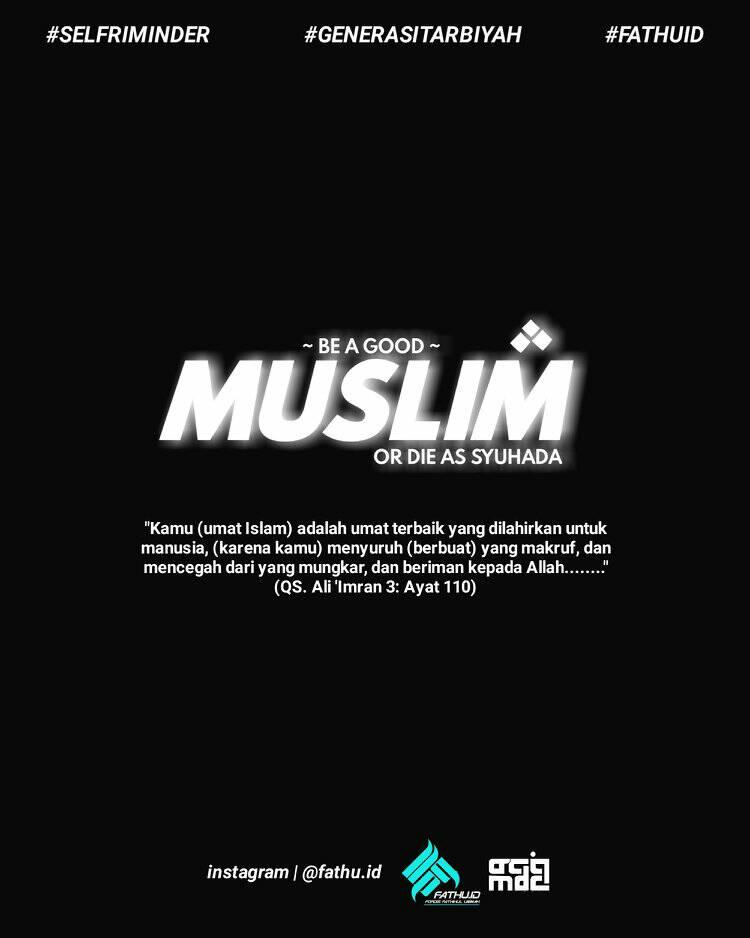 #SELFRIMINDER #GENERASITARBIYAH #FATHUID
~ BE A GOOD ~
MUSLIM
OR DIE AS SYUHADA
"Kamu (umat Islam) adalah umat terbaik yang dilahirkan untuk
manusia, (karena kamu) menyuruh (berbuat) yang makruf, dan
mencegah dari yang mungkar, dan beriman kepada Allah........"
(QS. Ali 'Imran 3: Ayat 110)
instagram | @fathu.id
FATHU.ID